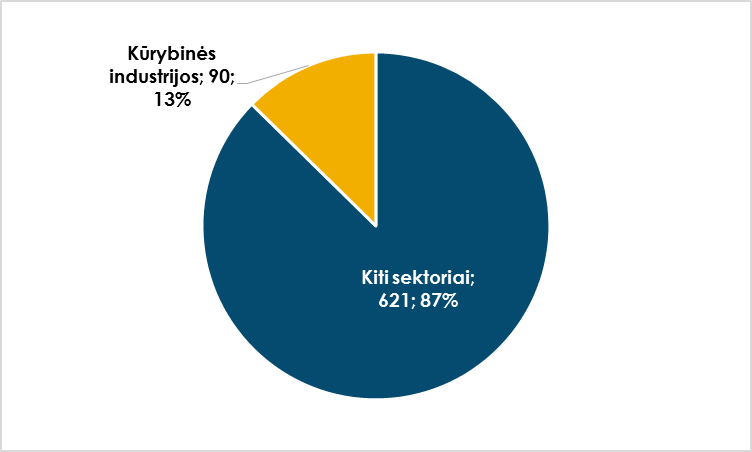 Kūrybinės
industrijos; 90;
13%
Kiti sektoriai;
621; 87%